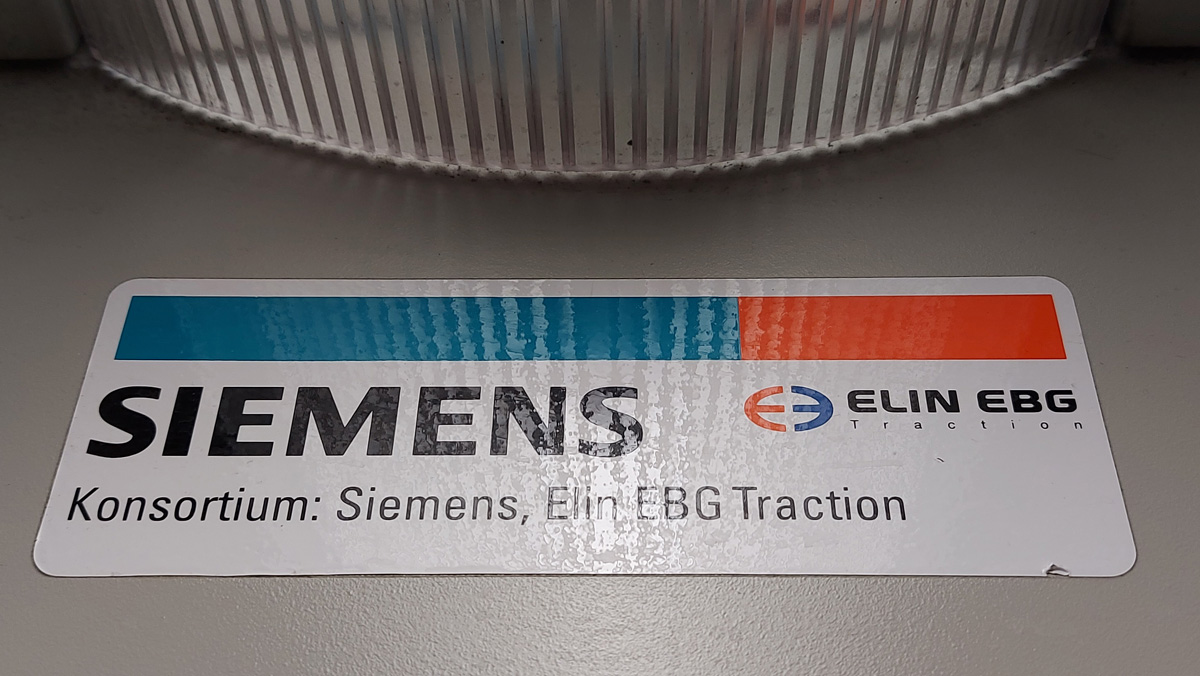 SIEMENS
ELIN EBG
Traction
Konsortium: Siemens, Elin EBG Traction